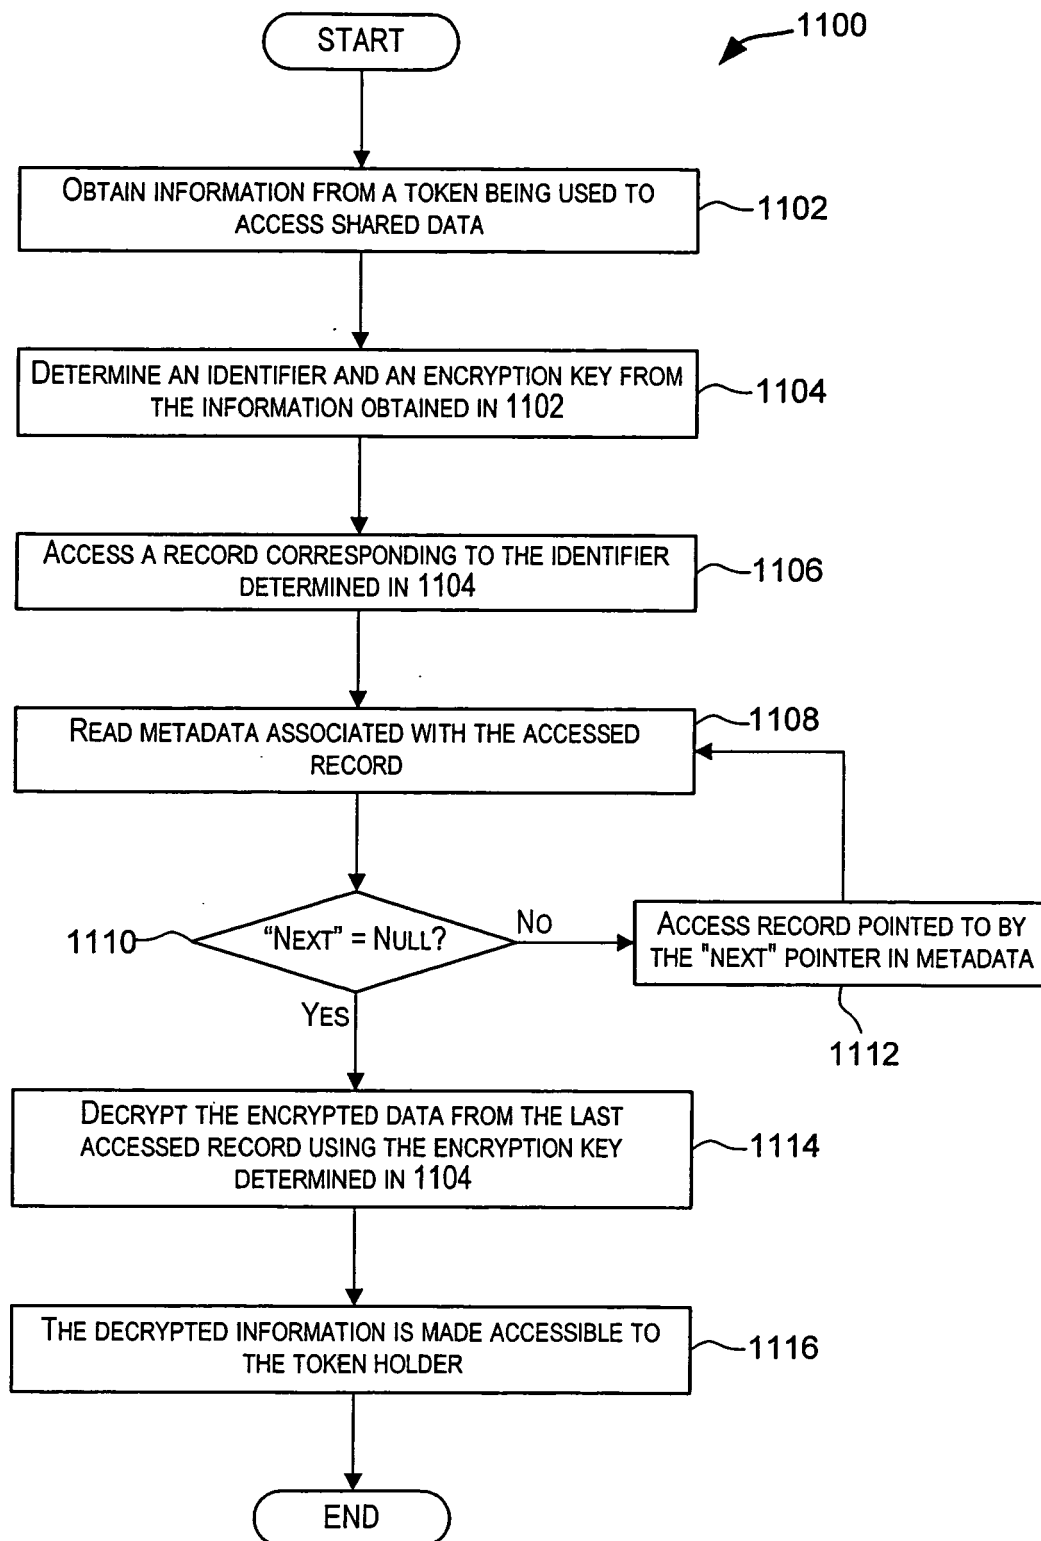 START
1100
OBTAIN INFORMATION FROM A TOKEN BEING USED TO
ACCESS SHARED DATA
1102
DETERMINE AN IDENTIFIER AND AN ENCRYPTION KEY FROM
THE INFORMATION OBTAINED IN 1102
1104
ACCESS A RECORD CORRESPONDING TO THE IDENTIFIER
DETERMINED IN 1104
1106
READ METADATA ASSOCIATED WITH THE ACCESSED
RECORD
1108
1110
“NEXT” = NULL?
NO
ACCESS RECORD POINTED TO BY
THE "NEXT" POINTER IN METADATA
1112
YES
DECRYPT THE ENCRYPTED DATA FROM THE LAST
ACCESSED RECORD USING THE ENCRYPTION KEY
DETERMINED IN 1104
1114
THE DECRYPTED INFORMATION IS MADE ACCESSIBLE TO
THE TOKEN HOLDER
1116
END